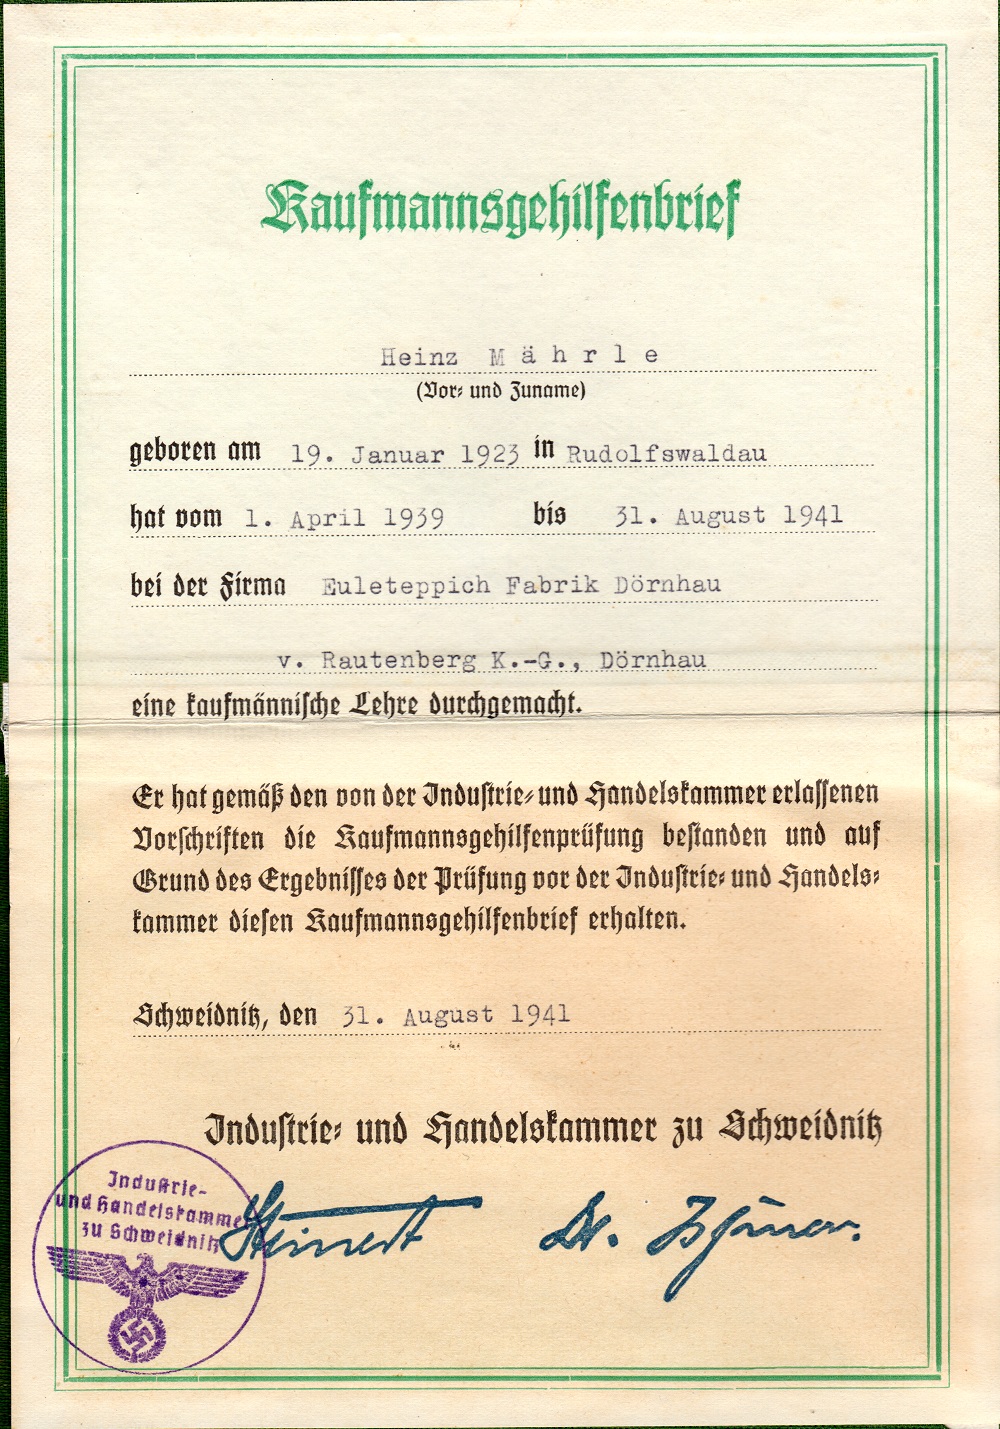 Kaufmannsgehilfenbrief
Heinz Mährle
(Vor- und Zuname)
geboren am 19. Januar 1923 in Rudolfswaldau
hat vom 1. April 1939 bis 31. August 1941
bei der Firma Euleteppich Fabrik Dörnhau
v. Rautenberg K.-G., Dörnhau
eine kaufmännische Lehre durchgemacht.
Er hat gemäß den von der Industrie- und Handelskammer erlassenen
Vorschriften die Kaufmannsgehilfenprüfung bestanden und auf
Grund des Ergebnisses der Prüfung vor der Industrie- und Handels-
kammer diesen Kaufmannsgehilfenbrief erhalten.
Schweidnitz, den 31. August 1941
Industrie- und Handelskammer zu Schweidnitz
Industrie-
und Handelskammer
zu Schweidnitz
Dr.